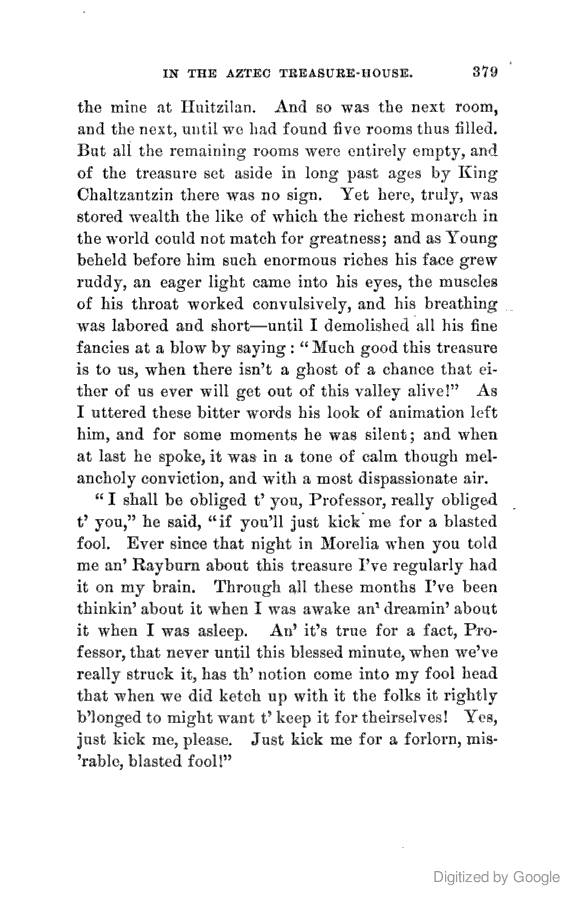 IN THE AZTEC TREASURE-HOUSE. 379
the mine at Huitzilan. And so was the next room,
and the next, until we had found five rooms thus filled.
But all the remaining rooms were entirely empty, and
of the treasure set aside in long past ages by King
Chaltzantzin there was no sign. Yet here, truly, was
stored wealth the like of which the richest monarch in
the world could not match for greatness; and as Young
beheld before him such enormous riches his face grew
ruddy, an eager light came into his eyes, the muscles
of his throat worked convulsively, and his breathing
was labored and short—until I demolished all his fine
fancies at a blow by saying: “Much good this treasure
is to us, when there isn’t a ghost of a chance that ei-
ther of us ever will get out of this valley alive!” As
I uttered these bitter words his look of animation left
him, and for some moments he was silent; and when
at last he spoke, it was in a tone of calm though mel-
ancholy conviction, and with a most dispassionate air.
“I shall be obliged t’ you, Professor, really obliged
t’ you,” he said, “if you’ll just kick me for a blasted
fool. Ever since that night in Morelia when you told
me an’ Rayburn about this treasure I’ve regularly had
it on my brain. Through all these months I’ve been
thinkin’ about it when I was awake an’ dreamin’ about
it when I was asleep. An’ it’s true for a fact, Pro-
fessor, that never until this blessed minute, when we’ve
really struck it, has th’ notion come into my fool head
that when we did ketch up with it the folks it rightly
b’longed to might want t’ keep it for theirselves! Yes,
just kick me, please. Just kick me for a forlorn, mis-
’rable, blasted fool!”
Digitized by Google